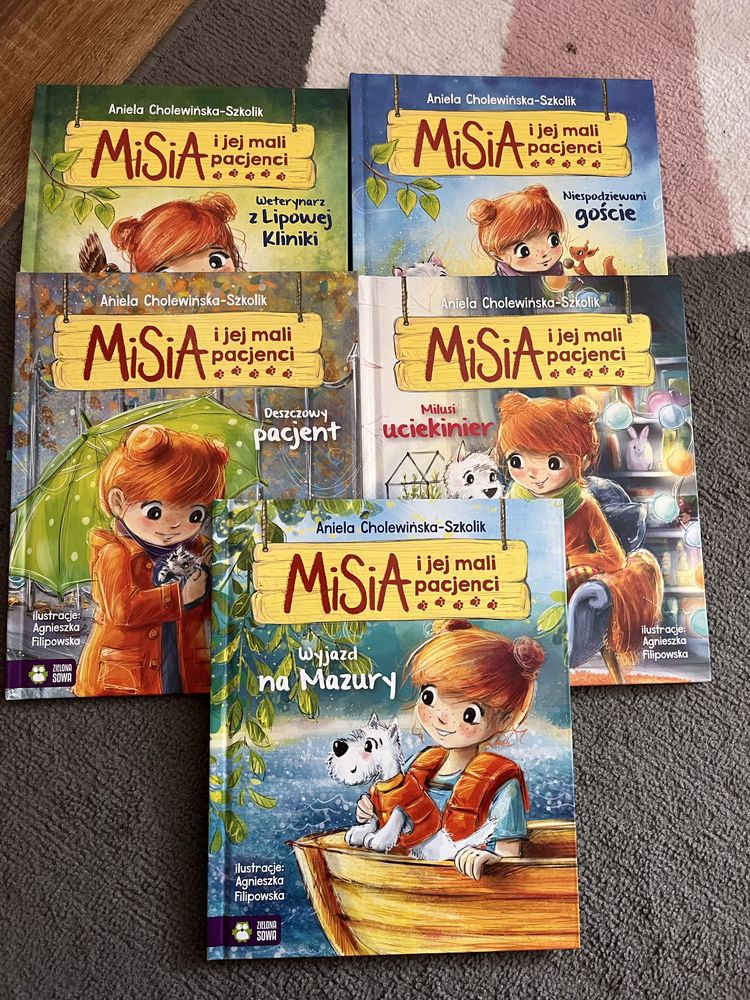 Aniela Cholewińska-Szkolik
MiSiA
i jej mali
pacjenci
Weterynarz
z Lipowej
Kliniki
Aniela Cholewińska-Szkolik
MiSiA
i jej mali
pacjenci
Niespodziewani
goście
Aniela Cholewińska-Szkolik
MiSiA
i jej mali
pacjenci
Deszczowy
pacjent
ilustracje:
Agnieszka
Filipowska
ZIELONA
SOWA
Aniela Cholewińska-Szkolik
MiSiA
i jej mali
pacjenci
Milusi
uciekinier
ilustracje:
Agnieszka
Filipowska
Aniela Cholewińska-Szkolik
MiSiA
i jej mali
pacjenci
Wyjazd
na Mazury
ilustracje:
Agnieszka
Filipowska
ZIELONA
SOWA